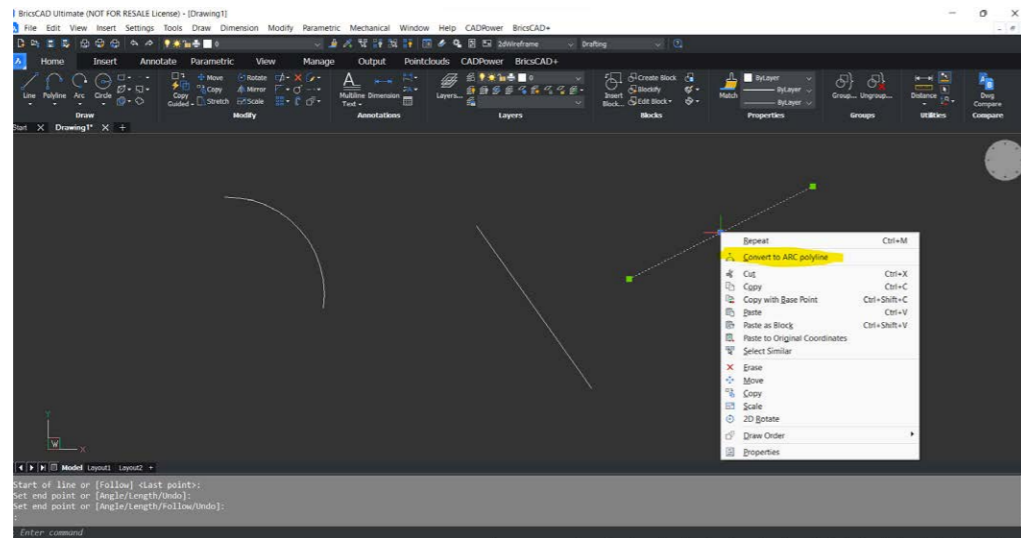 BricsCAD Ultimate (NOT FOR RESALE License) - [Drawing1]
File Edit View Insert Settings Tools Draw Dimension Modify Parametric Mechanical Window Help CADPower BricsCAD+
0 2dWireframe Drafting
Home Insert Annotate Parametric View Manage Output Pointclouds CADPower BricsCAD+
Move Rotate 0 Create Block ByLayer
Copy Mirror Blockify ByLayer
Line Polyline Arc Circle Copy Guided Stretch Scale Multiline Text Dimension Layers... Insert Block... Edit Block Match ByLayer Group... Ungroup... Distance Dwg Compare
Draw Modify Annotations Layers Blocks Properties Groups Utilities Compare
Start Drawing1*
Repeat Ctrl+M
Convert to ARC polyline
Cut Ctrl+X
Copy Ctrl+C
Copy with Base Point Ctrl+Shift+C
Paste Ctrl+V
Paste as Block Ctrl+Shift+V
Paste to Original Coordinates
Select Similar
Erase
Move
Copy
Scale
2D Rotate
Draw Order
Properties
Y
W X
Model Layout1 Layout2 +
Start of line or [Follow] <Last point>:
Set end point or [Angle/Length/Undo]:
Set end point or [Angle/Length/Follow/Undo]:
:
Enter command